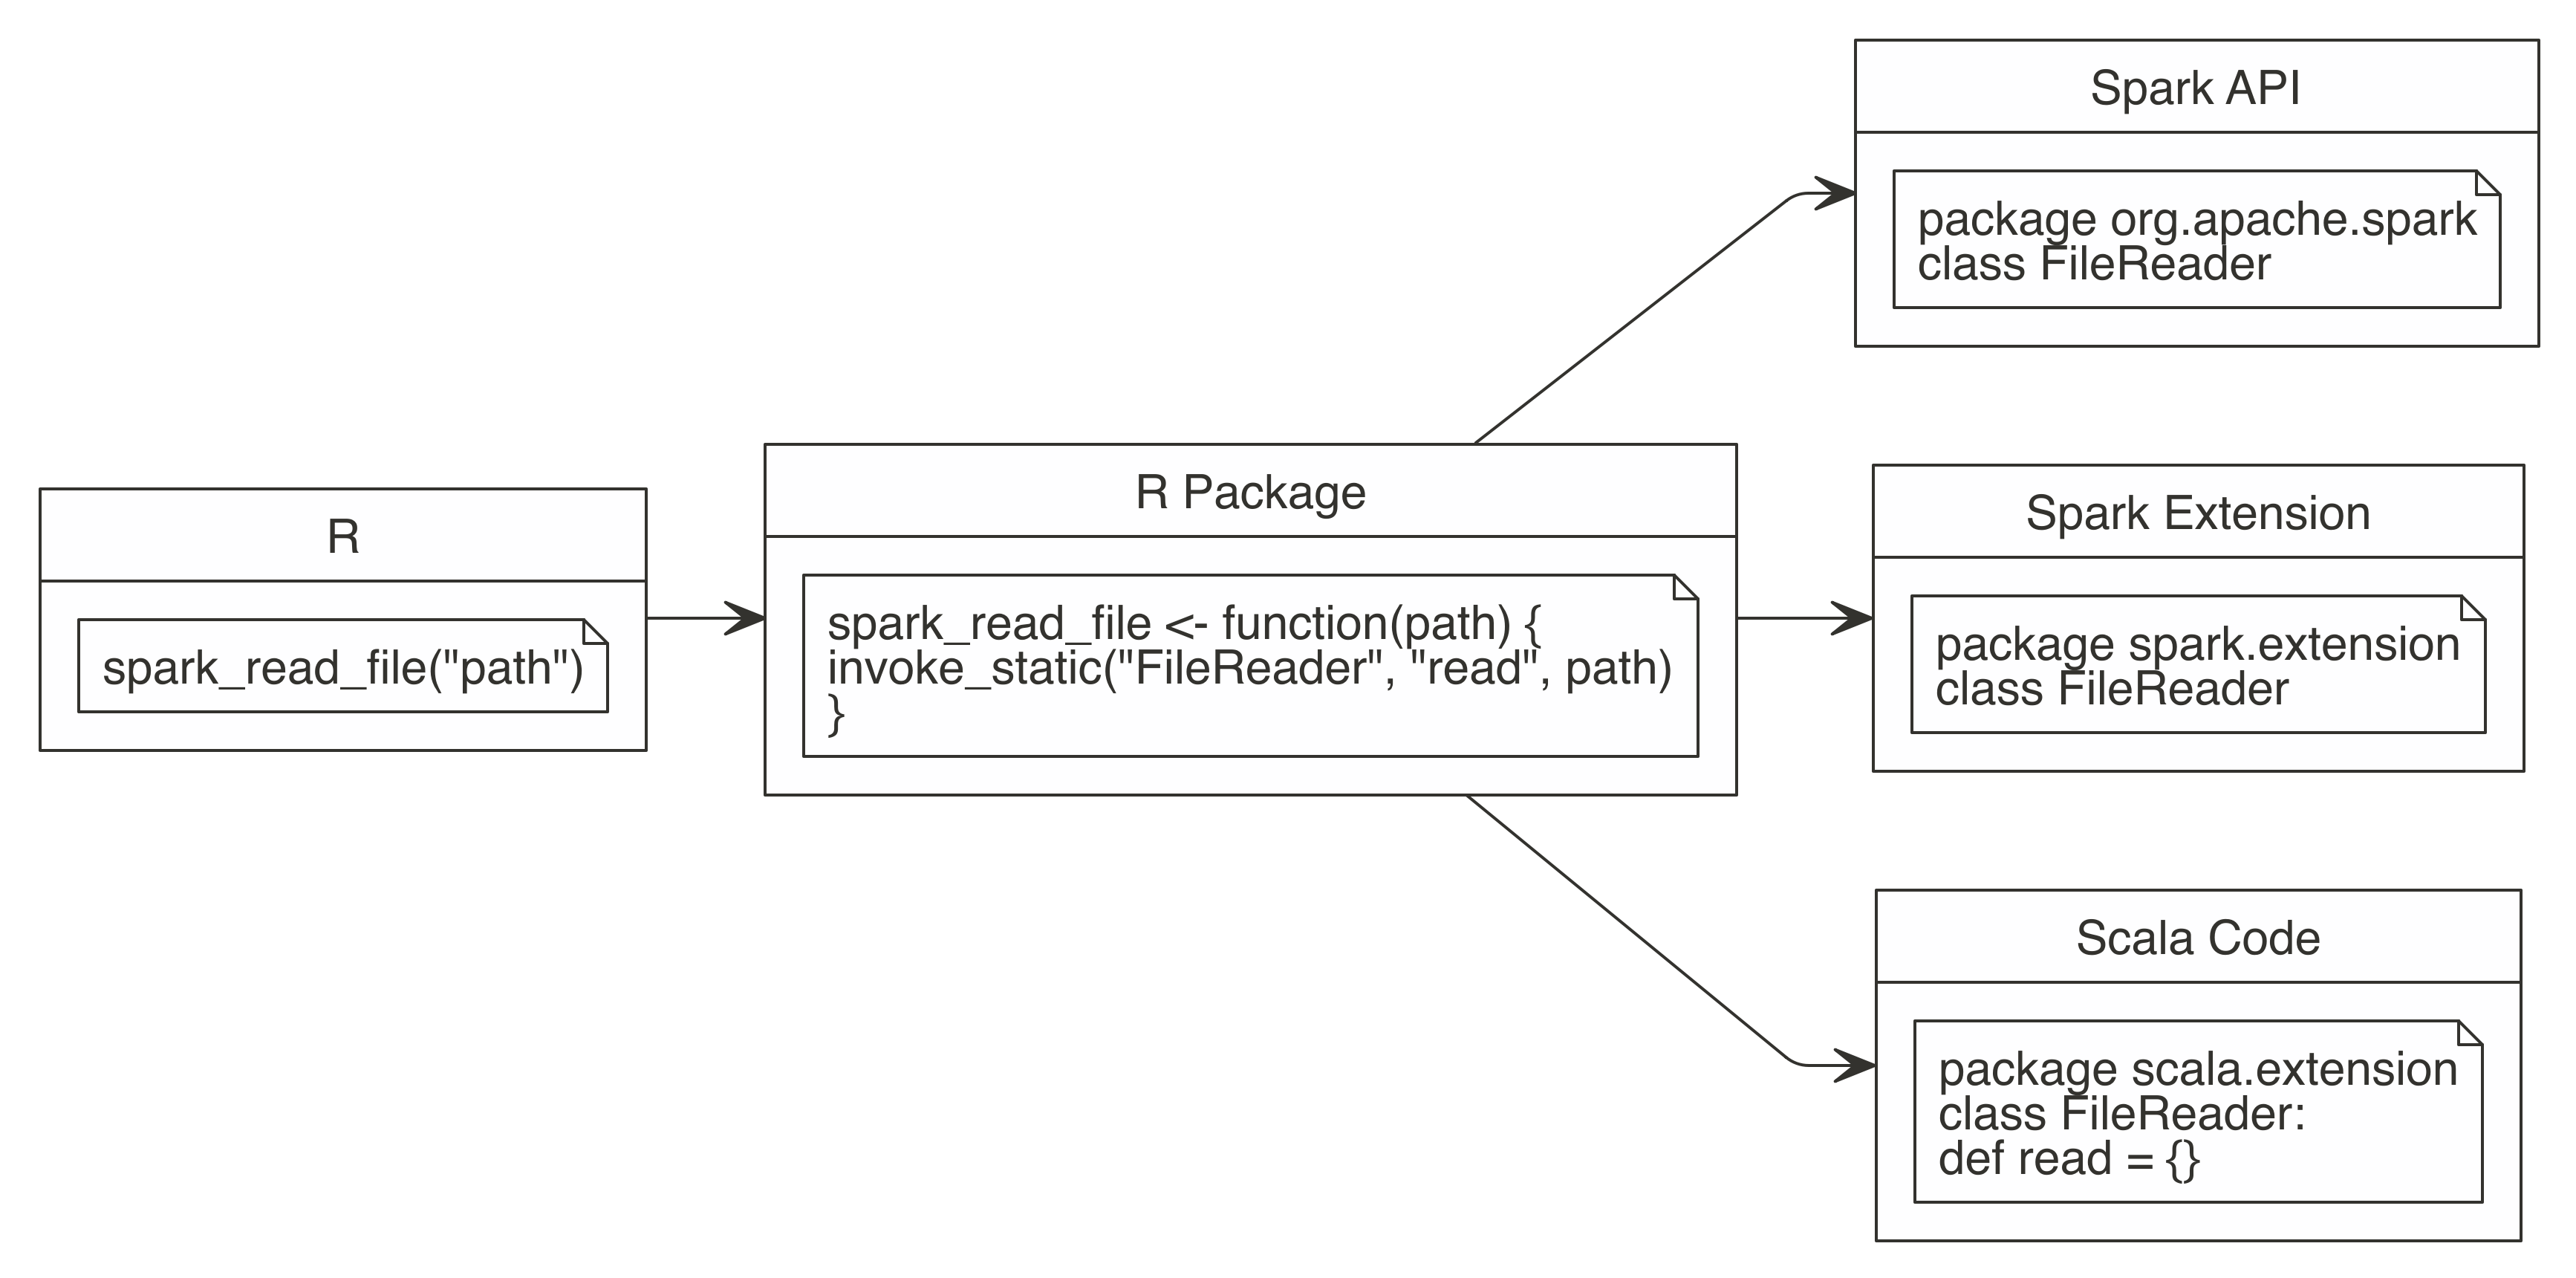 R
spark_read_file("path")
R Package
spark_read_file <- function(path) {
invoke_static("FileReader", "read", path)
}
Spark API
package org.apache.spark
class FileReader
Spark Extension
package spark.extension
class FileReader
Scala Code
package scala.extension
class FileReader:
def read = {}